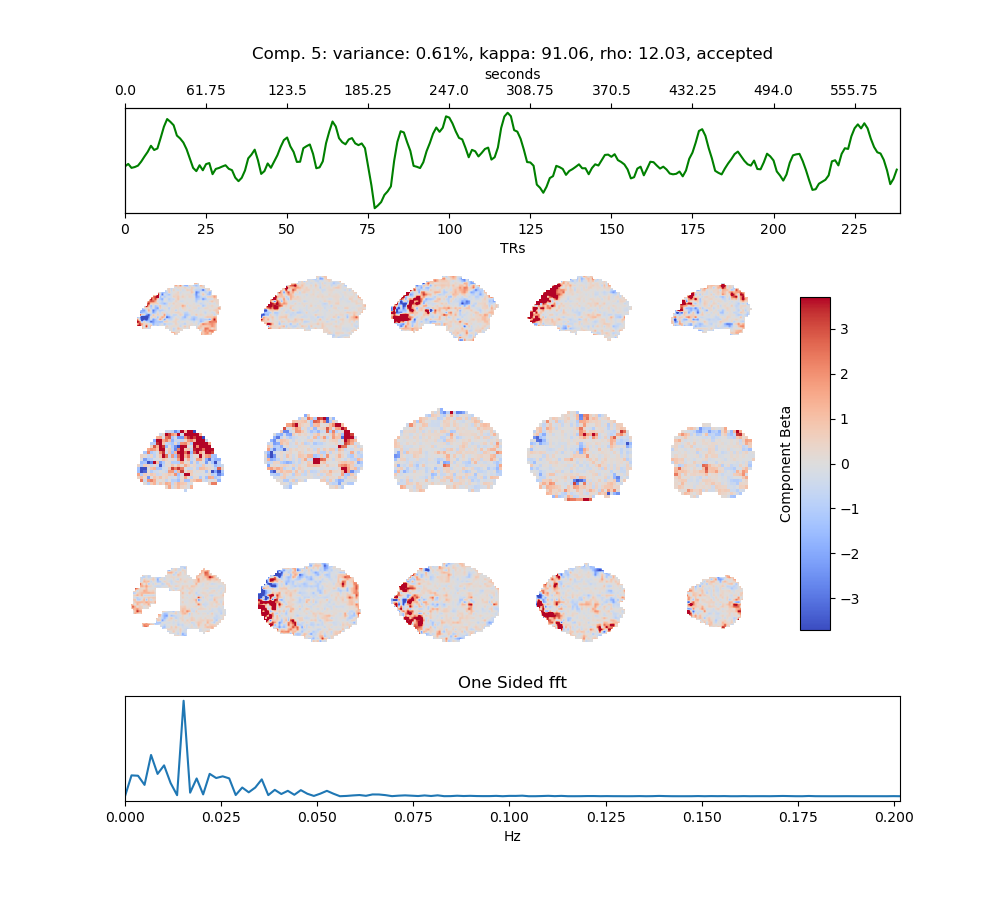 Comp. 5: variance: 0.61%, kappa: 91.06, rho: 12.03, accepted
seconds
0.0 61.75 123.5 185.25 247.0 308.75 370.5 432.25 494.0 555.75
0 25 50 75 100 125 150 175 200 225
TRs
3
2
1
0
−1
−2
−3
Component Beta
One Sided fft
0.000 0.025 0.050 0.075 0.100 0.125 0.150 0.175 0.200
Hz